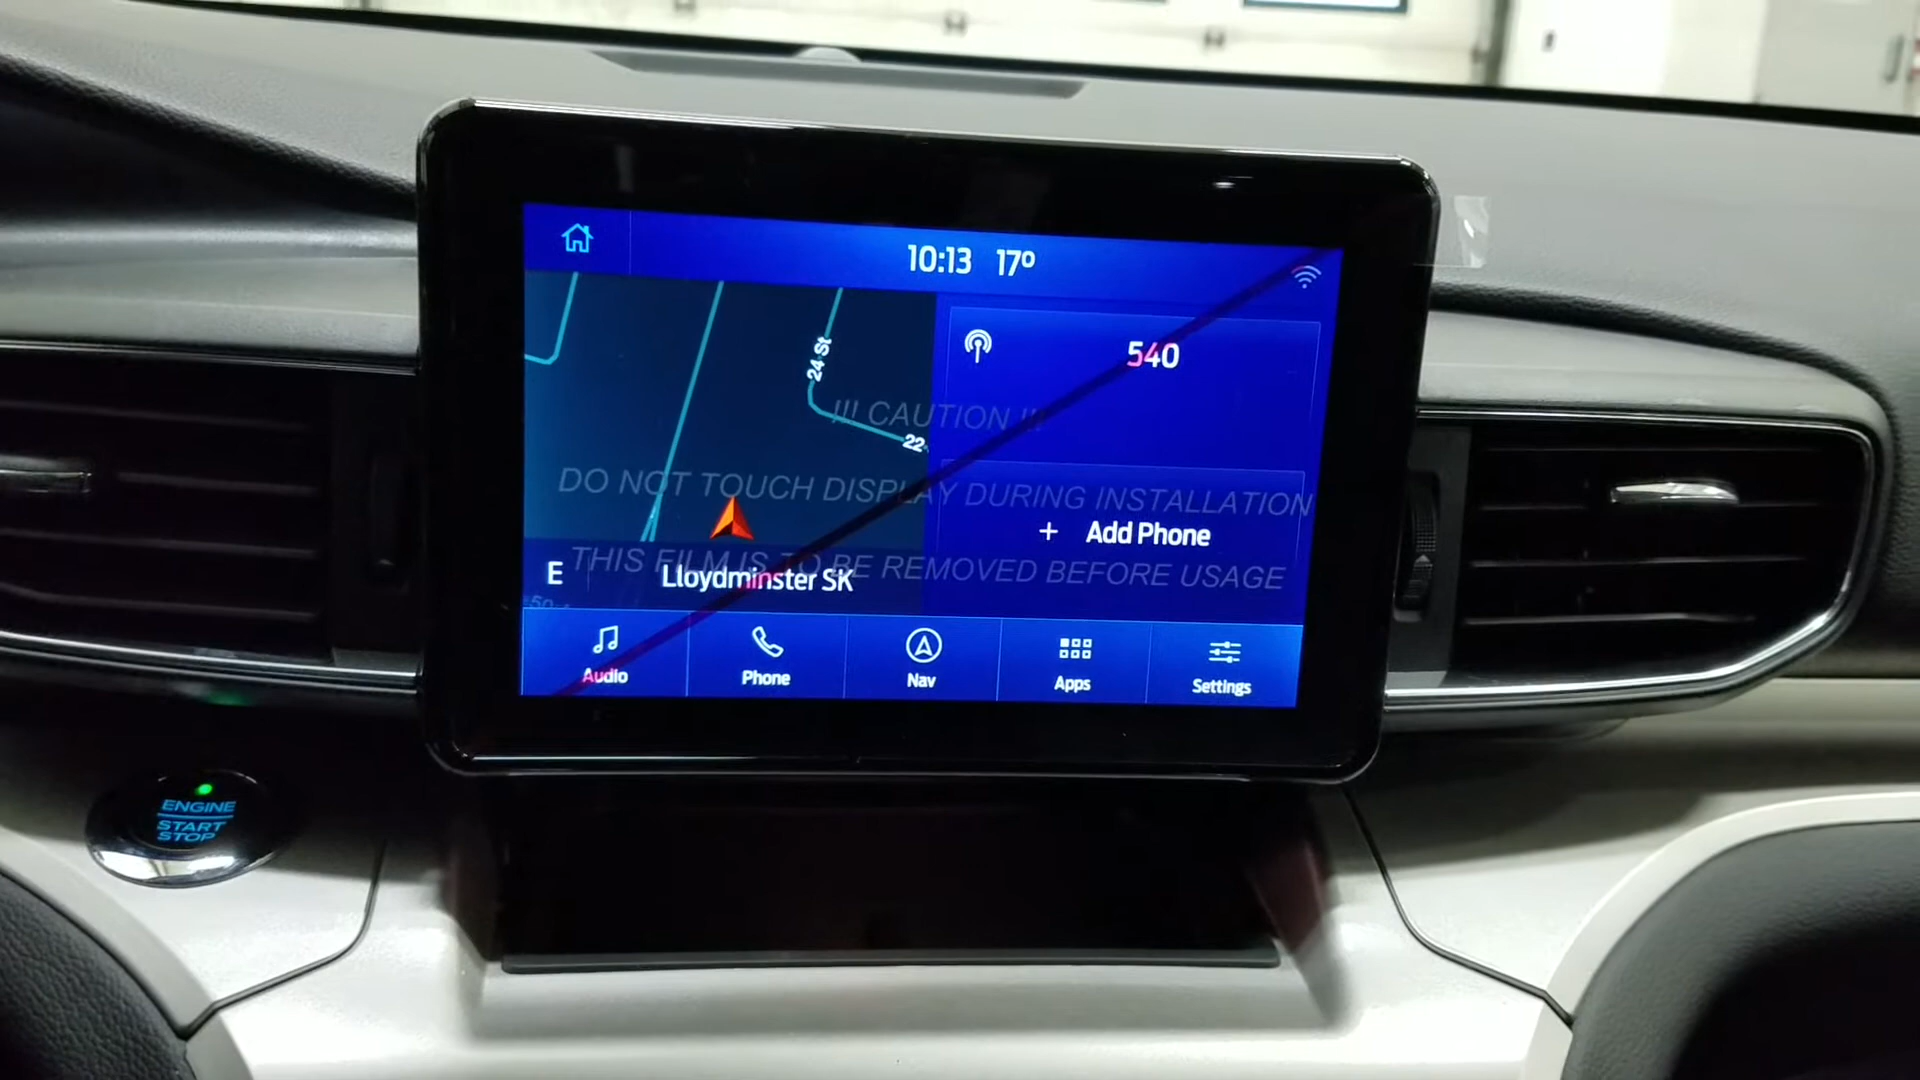 10:13 17°
24 St
540
!!! CAUTION !!!
22
DO NOT TOUCH DISPLAY DURING INSTALLATION
+ Add Phone
THIS FILM IS TO BE REMOVED BEFORE USAGE
E Lloydminster SK
Audio
Phone
Nav
Apps
Settings
ENGINE
START
STOP